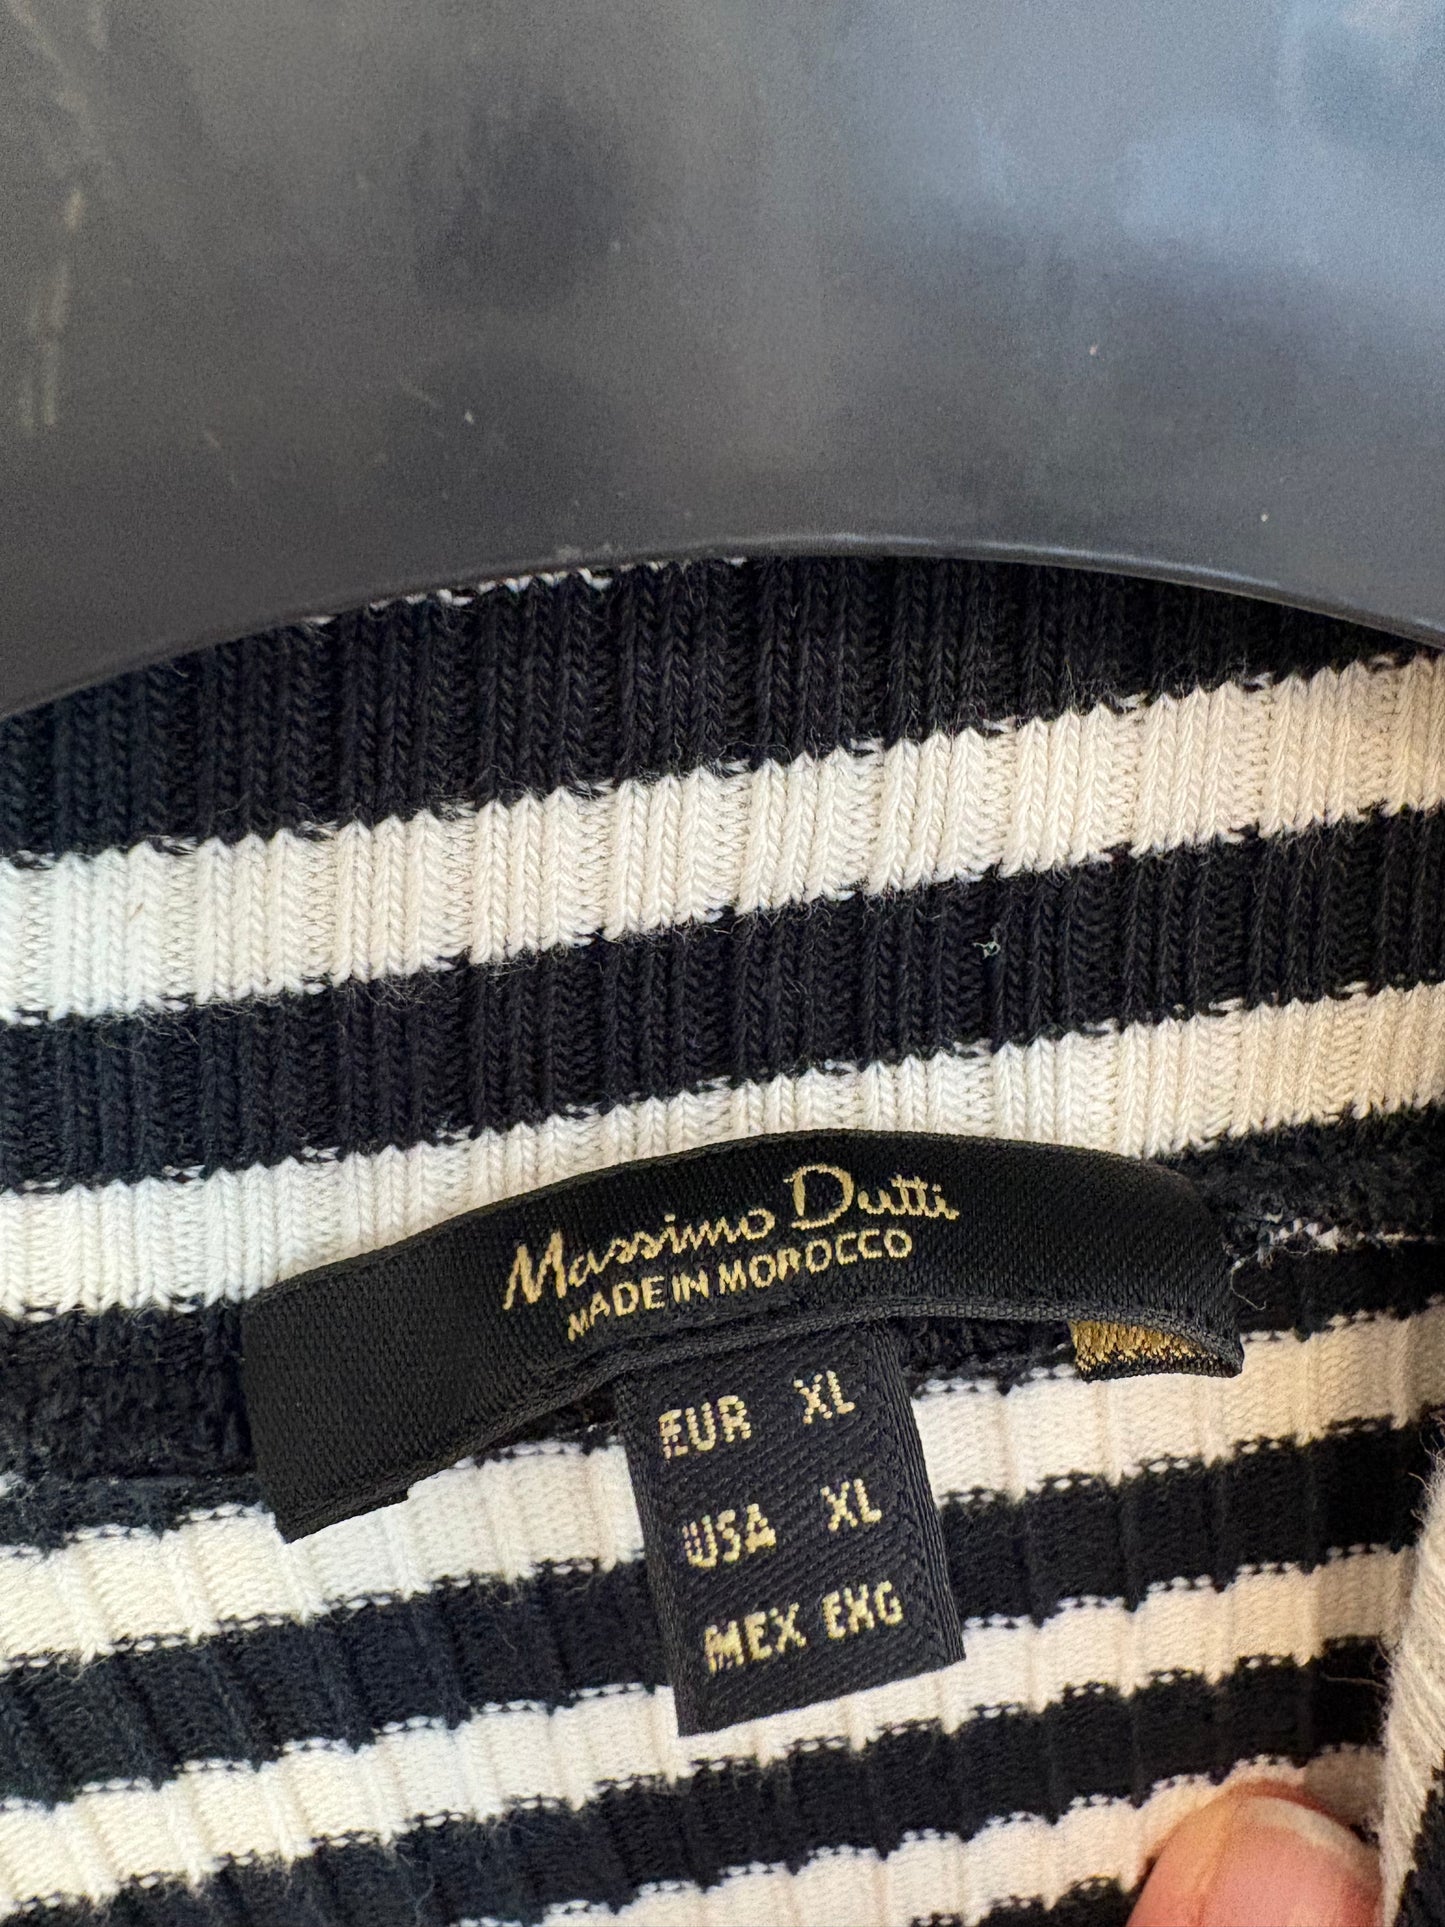 Massimo Dutti
MADE IN MOROCCO
EUR XL
USA XL
MEX EXG